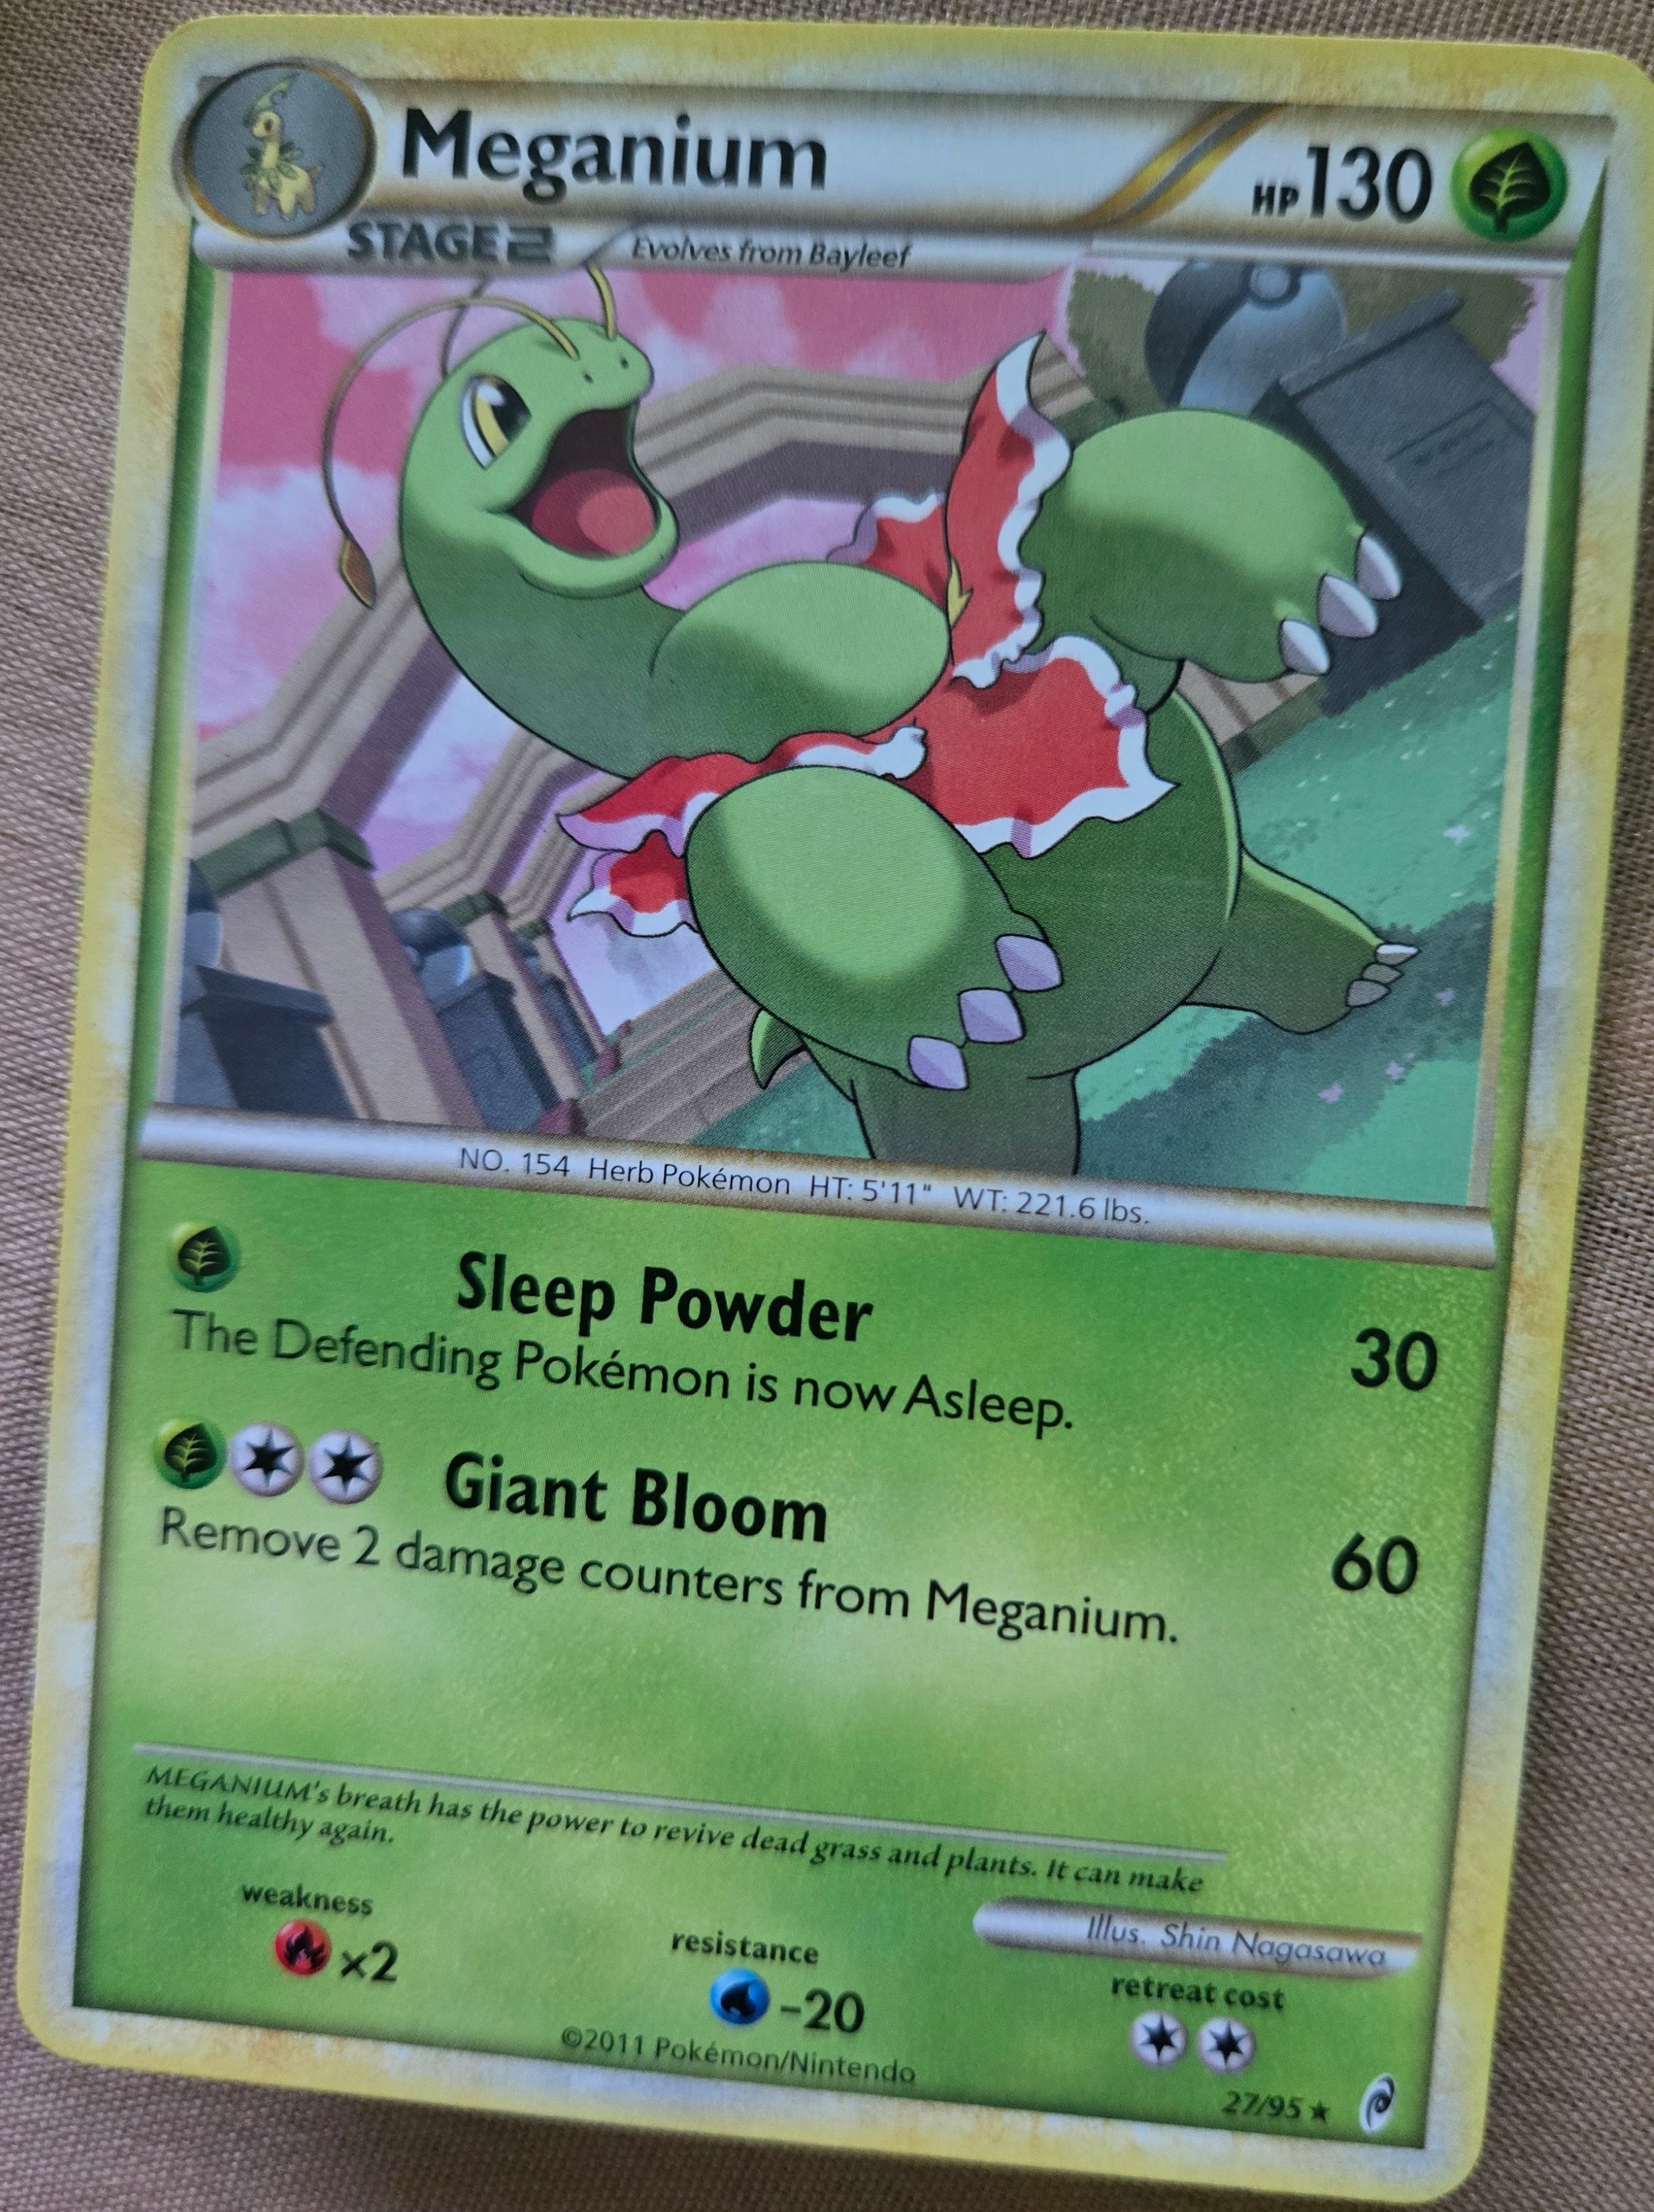 Meganium
HP130
STAGE 2
Evolves from Bayleef
NO. 154 Herb Pokémon HT: 5'11" WT: 221.6 lbs.
Sleep Powder 30
The Defending Pokémon is now Asleep.
Giant Bloom 60
Remove 2 damage counters from Meganium.
MEGANIUM's breath has the power to revive dead grass and plants. It can make
them healthy again.
Illus. Shin Nagasawa
weakness resistance retreat cost
×2 -20
©2011 Pokémon/Nintendo
27/95 ★